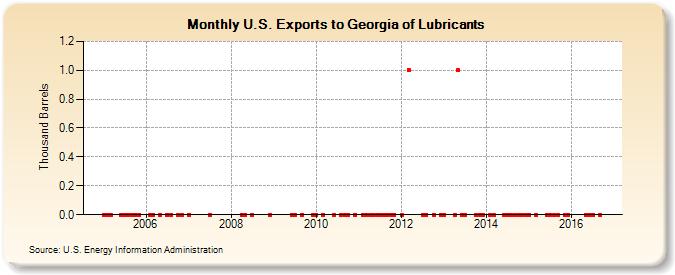 Monthly U.S. Exports to Georgia of Lubricants
Thousand Barrels
1.2
1.0
0.8
0.6
0.4
0.2
0.0
2006 2008 2010 2012 2014 2016
Source: U.S. Energy Information Administration